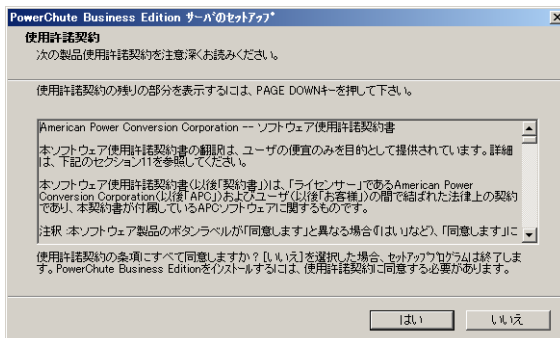 PowerChute Business Edition サーバのセットアップ
使用許諾契約
次の製品使用許諾契約を注意深くお読みください。
使用許諾契約の残りの部分を表示するには、PAGE DOWNキーを押して下さい。
American Power Conversion Corporation -- ソフトウェア使用許諾契約書
本ソフトウェア使用許諾契約書の翻訳は、ユーザの便宜のみを目的として提供されています。詳細
は、下記のセクション11を参照してください。
本ソフトウェア使用許諾契約書(以後「契約書」)は、「ライセンサー」であるAmerican Power
Conversion Corporation(以後「APC」)およびユーザ(以後「お客様」)の間で結ばれた法律上の契約
であり、本契約書が付属しているAPCソフトウェアに関するものです。
注釈 :本ソフトウェア製品のボタンラベルが「同意します」と異なる場合(「はい」など)、「同意します」に
使用許諾契約の条項にすべて同意しますか？[いいえ]を選択した場合、セットアッププログラムは終了しま
す。PowerChute Business Editionをインストールするには、使用許諾契約に同意する必要があります。
はい
いいえ